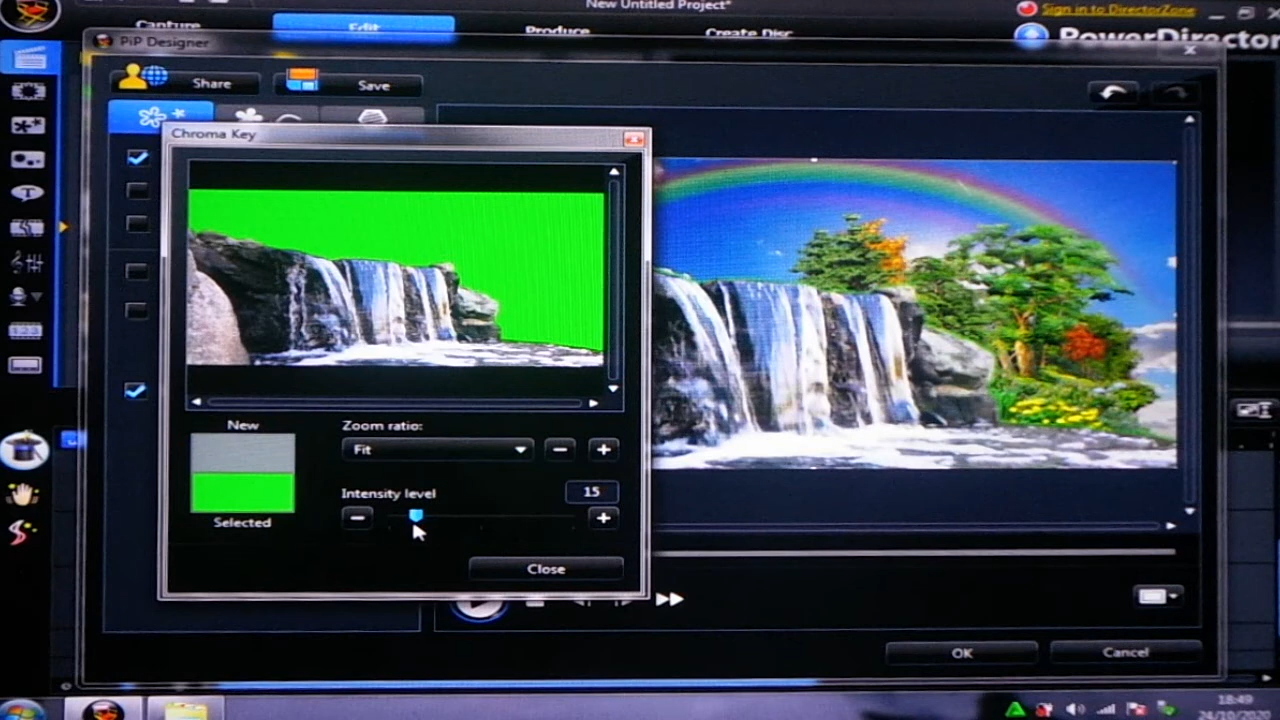 New Untitled Project*
Sign in to DirectorZone
Capture
Edit
Produce
Create Disc
PowerDirector
PiP Designer
Share
Save
Chroma Key
New
Selected
Zoom ratio:
Fit
Intensity level
15
Close
OK
Cancel
18:49
24/10/2020